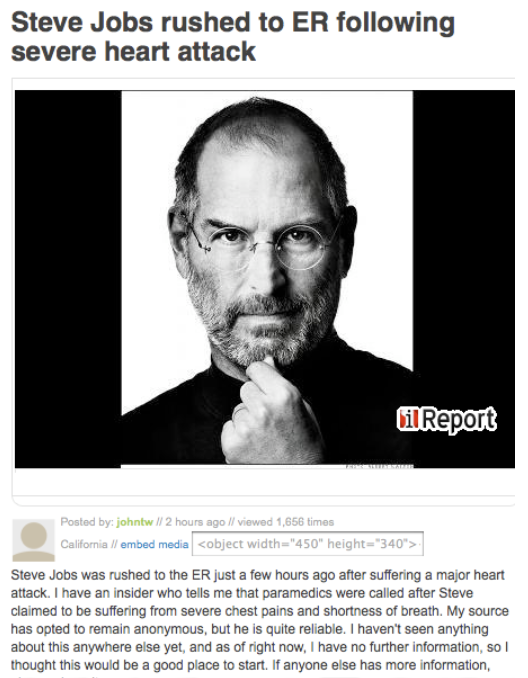 Steve Jobs rushed to ER following
severe heart attack
iReport
Posted by: johntw // 2 hours ago // viewed 1,656 times
California // embed media <object width="450" height="340">
Steve Jobs was rushed to the ER just a few hours ago after suffering a major heart
attack. I have an insider who tells me that paramedics were called after Steve
claimed to be suffering from severe chest pains and shortness of breath. My source
has opted to remain anonymous, but he is quite reliable. I haven't seen anything
about this anywhere else yet, and as of right now, I have no further information, so I
thought this would be a good place to start. If anyone else has more information,